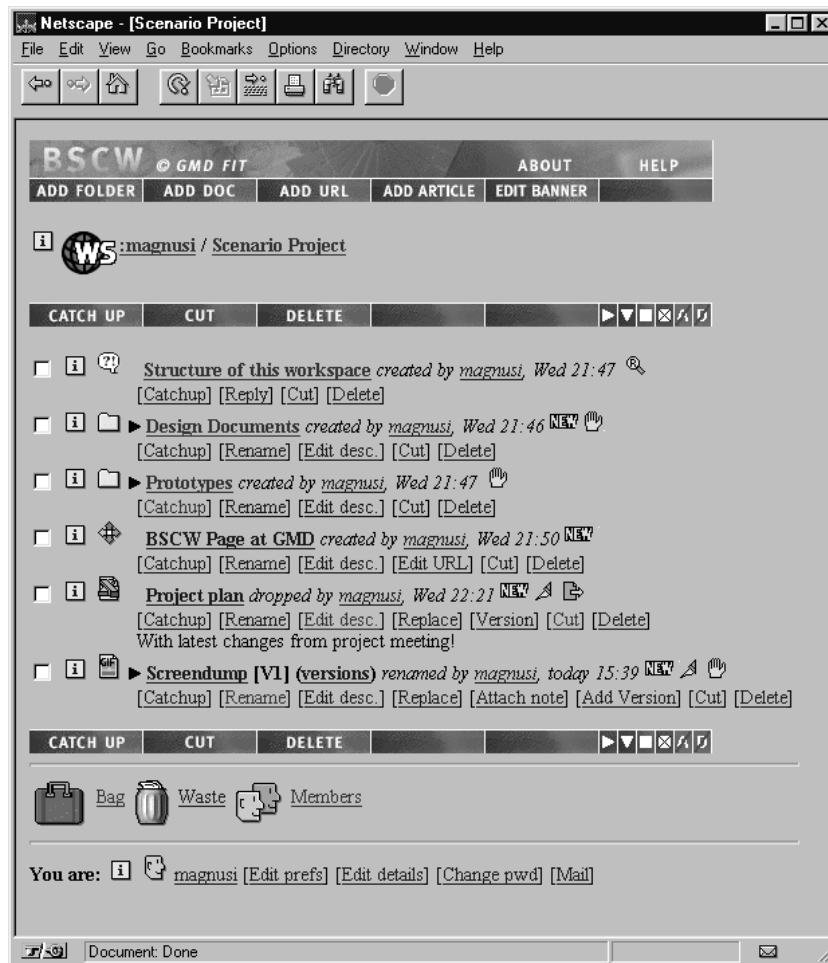 Netscape - [Scenario Project]
File Edit View Go Bookmarks Options Directory Window Help
BSCW © GMD FIT ABOUT HELP
ADD FOLDER ADD DOC ADD URL ADD ARTICLE EDIT BANNER
i WS :magnusi / Scenario Project
CATCH UP CUT DELETE
i ?! Structure of this workspace created by magnusi, Wed 21:47 R
[Catchup] [Reply] [Cut] [Delete]
i Design Documents created by magnusi, Wed 21:46 NEW
[Catchup] [Rename] [Edit desc.] [Cut] [Delete]
i Prototypes created by magnusi, Wed 21:47
[Catchup] [Rename] [Edit desc.] [Cut] [Delete]
i BSCW Page at GMD created by magnusi, Wed 21:50 NEW
[Catchup] [Rename] [Edit desc.] [Edit URL] [Cut] [Delete]
i Project plan dropped by magnusi, Wed 22:21 NEW
[Catchup] [Rename] [Edit desc.] [Replace] [Version] [Cut] [Delete]
With latest changes from project meeting!
i GIF Screendump [V1] (versions) renamed by magnusi, today 15:39 NEW
[Catchup] [Rename] [Edit desc.] [Replace] [Attach note] [Add Version] [Cut] [Delete]
CATCH UP CUT DELETE
Bag Waste Members
You are: i magnusi [Edit prefs] [Edit details] [Change pwd] [Mail]
Document: Done